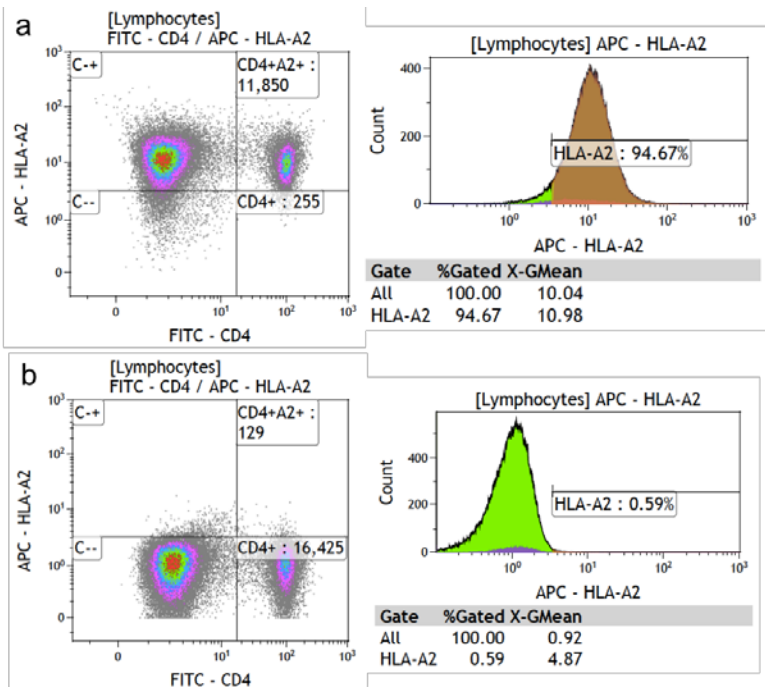 a
[Lymphocytes]
FITC - CD4 / APC - HLA-A2
10³
10²
10¹
10⁰
0
APC - HLA-A2
C-+
CD4+A2+ :
11,850
C--
CD4+ : 255
0
10¹
10²
10³
FITC - CD4
[Lymphocytes] APC - HLA-A2
400
200
0
Count
HLA-A2 : 94.67%
10⁰
10¹
10²
10³
APC - HLA-A2
Gate %Gated X-GMean
All 100.00 10.04
HLA-A2 94.67 10.98
b
[Lymphocytes]
FITC - CD4 / APC - HLA-A2
10³
10²
10¹
10⁰
0
APC - HLA-A2
C-+
CD4+A2+ :
129
C--
CD4+ : 16,425
0
10¹
10²
10³
FITC - CD4
[Lymphocytes] APC - HLA-A2
400
200
0
Count
HLA-A2 : 0.59%
10⁰
10¹
10²
10³
APC - HLA-A2
Gate %Gated X-GMean
All 100.00 0.92
HLA-A2 0.59 4.87